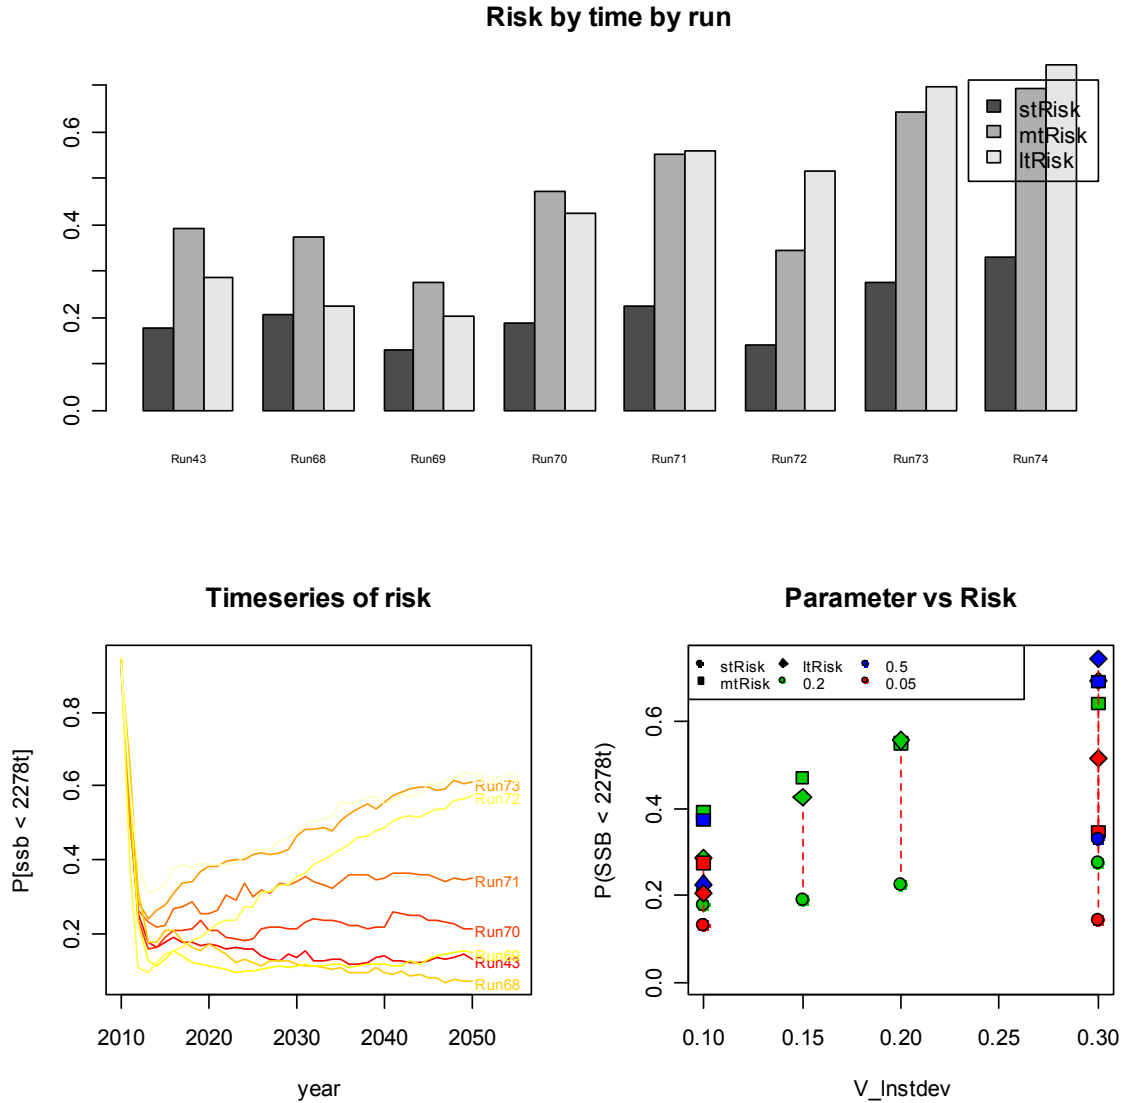 Risk by time by run
0.0 0.2 0.4 0.6
stRisk
mtRisk
ltRisk
Run43 Run68 Run69 Run70 Run71 Run72 Run73 Run74
Timeseries of risk
P[ssb < 2278t]
0.2 0.4 0.6 0.8
Run73
Run72
Run71
Run70
Run69
Run43
Run68
2010 2020 2030 2040 2050
year
Parameter vs Risk
P(SSB < 2278t)
0.0 0.2 0.4 0.6
stRisk ltRisk 0.5
mtRisk 0.2 0.05
0.10 0.15 0.20 0.25 0.30
V_lnstdev